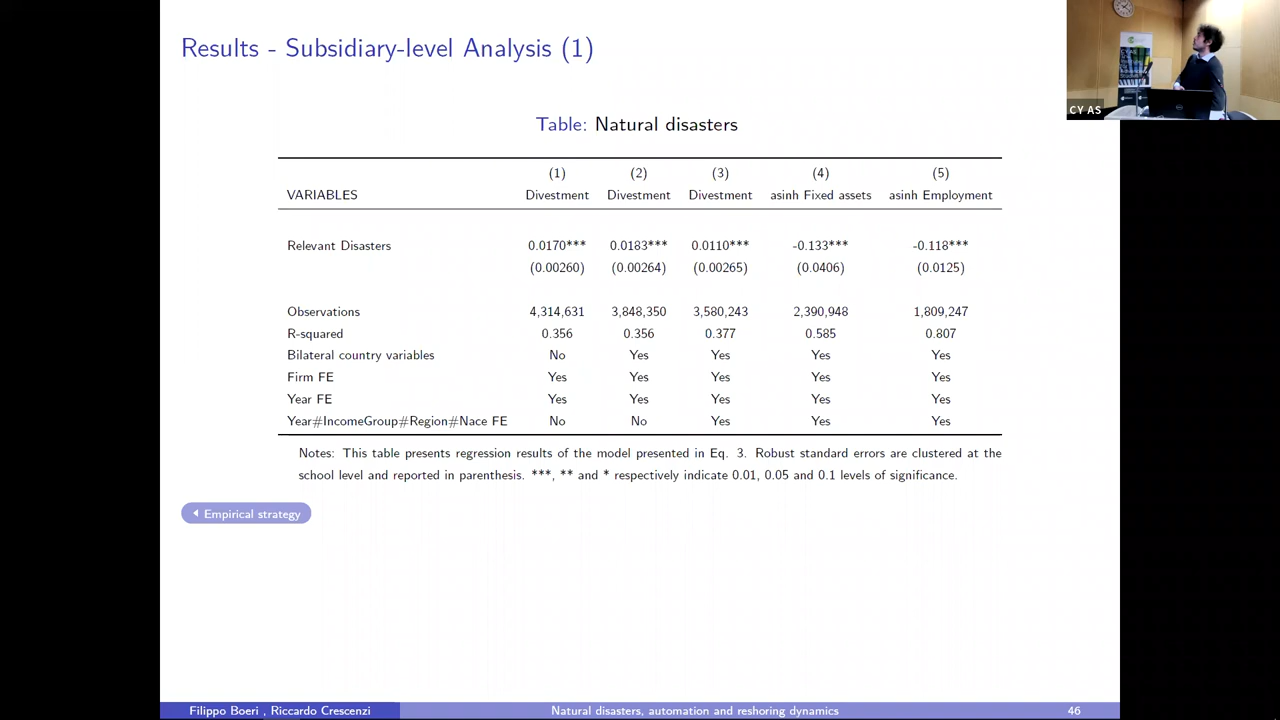 Results - Subsidiary-level Analysis (1)
CY AS
Table: Natural disasters
(1) (2) (3) (4) (5)
VARIABLES Divestment Divestment Divestment asinh Fixed assets asinh Employment
Relevant Disasters 0.0170*** 0.0183*** 0.0110*** -0.133*** -0.118***
(0.00260) (0.00264) (0.00265) (0.0406) (0.0125)
Observations 4,314,631 3,848,350 3,580,243 2,390,948 1,809,247
R-squared 0.356 0.356 0.377 0.585 0.807
Bilateral country variables No Yes Yes Yes Yes
Firm FE Yes Yes Yes Yes Yes
Year FE Yes Yes Yes Yes Yes
Year#IncomeGroup#Region#Nace FE No No Yes Yes Yes
Notes: This table presents regression results of the model presented in Eq. 3. Robust standard errors are clustered at the
school level and reported in parenthesis. ***, ** and * respectively indicate 0.01, 0.05 and 0.1 levels of significance.
Empirical strategy
Filippo Boeri , Riccardo Crescenzi Natural disasters, automation and reshoring dynamics 46